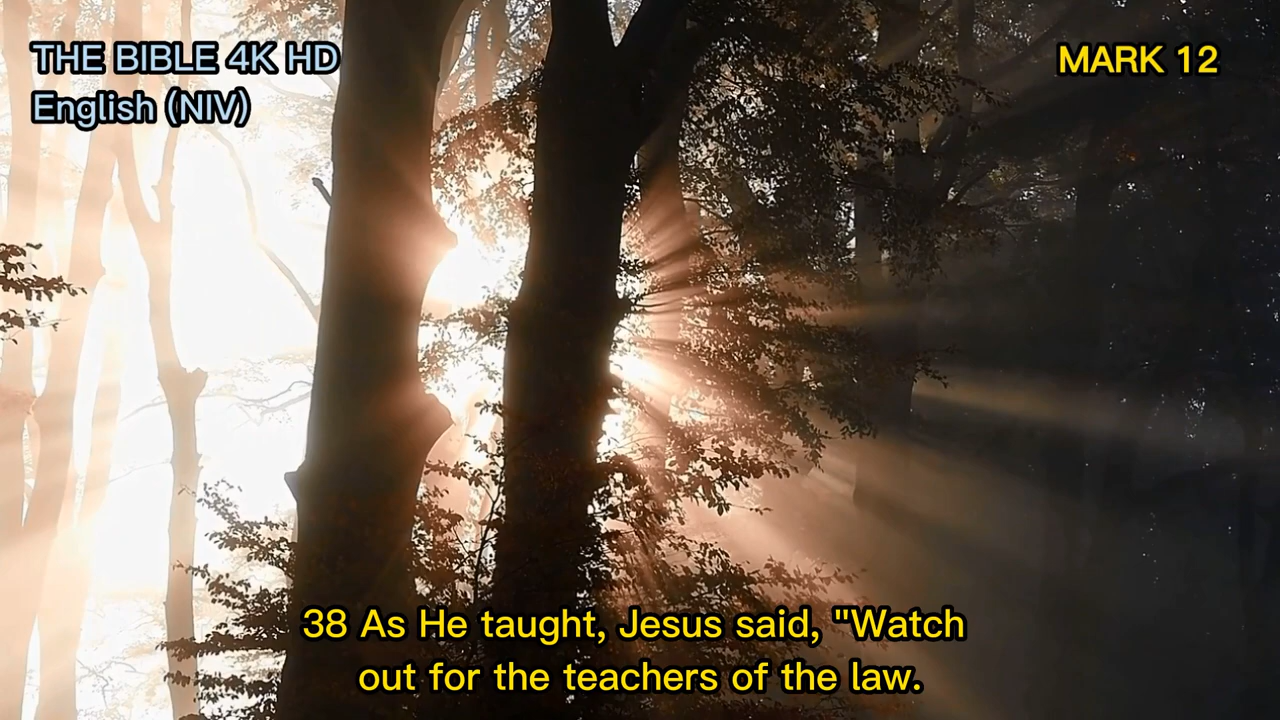 THE BIBLE 4K HD
English (NIV)
MARK 12
38 As He taught, Jesus said, "Watch
out for the teachers of the law.